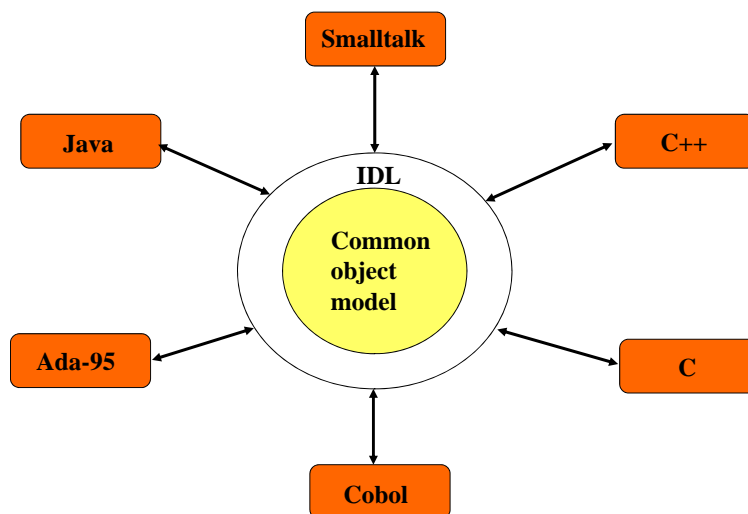 Smalltalk
Java
C++
IDL
Common
object
model
Ada-95
C
Cobol